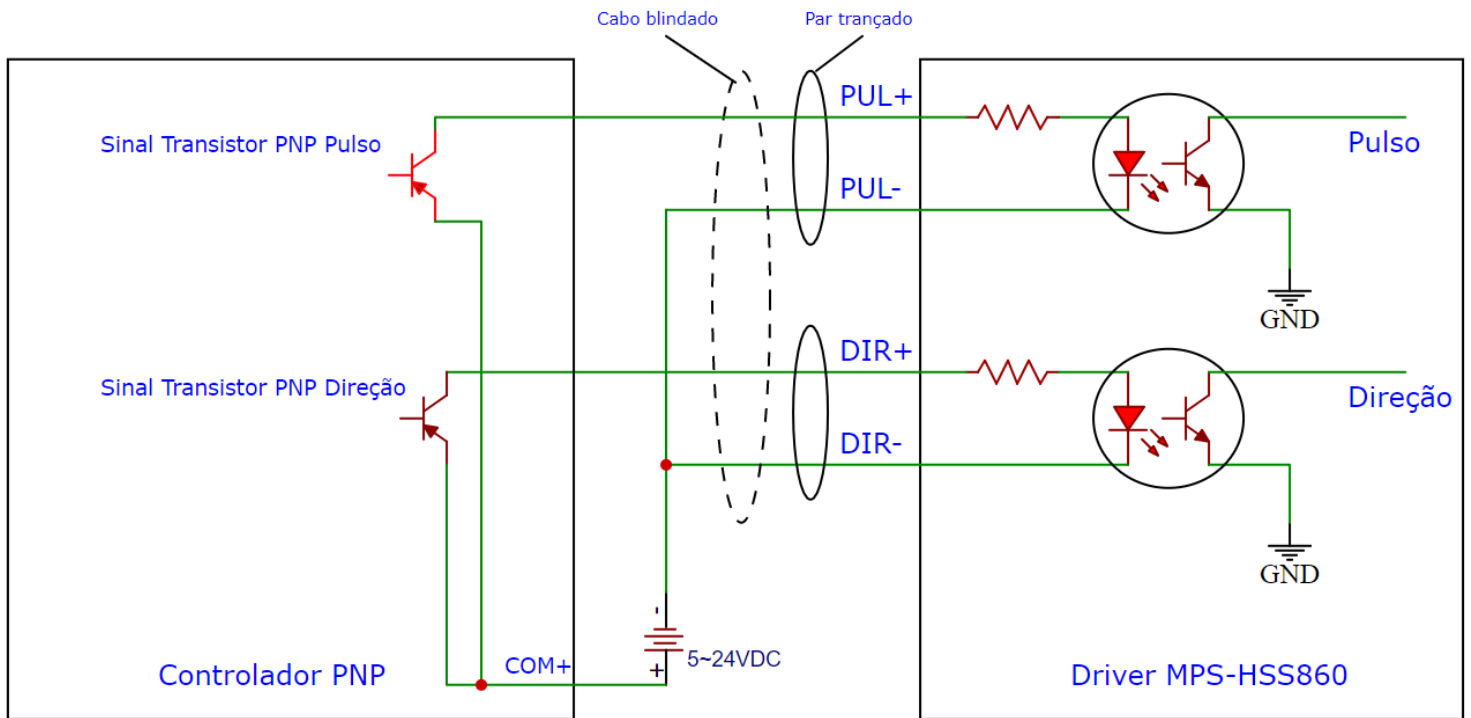 Cabo blindado
Par trançado
PUL+
Sinal Transistor PNP Pulso
Pulso
PUL-
GND
DIR+
Sinal Transistor PNP Direção
Direção
DIR-
GND
-
5~24VDC
+
COM+
Controlador PNP
Driver MPS-HSS860